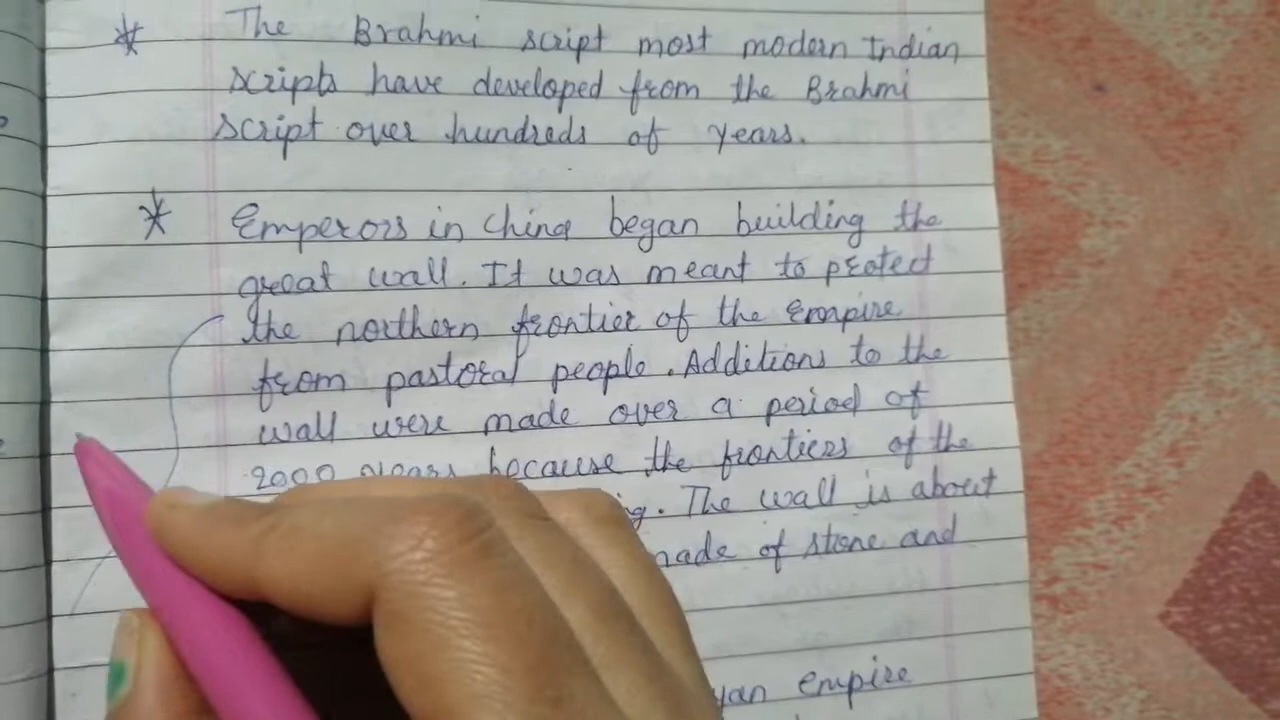 * The Brahmi script most modern Indian
scripts have developed from the Brahmi
script over hundreds of years.
* Emperors in China began building the
great wall. It was meant to protect
the northern frontier of the Empire
from pastoral people. Additions to the
wall were made over a period of
2000 years because the frontiers of the
The wall is about
made of stone and
empire